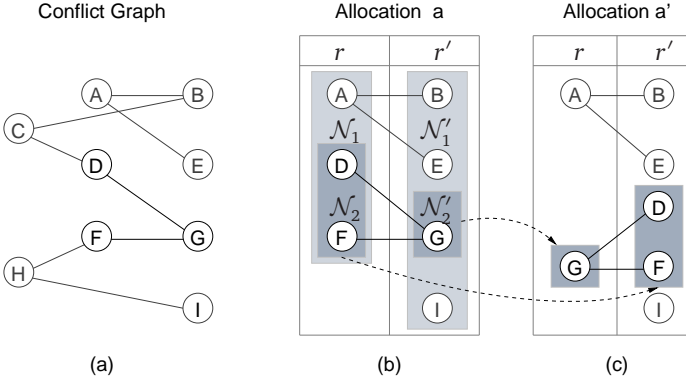 Conflict Graph Allocation a Allocation a'
r r′ r r′
A B A B A B
C 𝒩₁ 𝒩′₁
D E D E E
𝒩₂ 𝒩′₂ D
F G F G
H G F
I I I
(a) (b) (c)